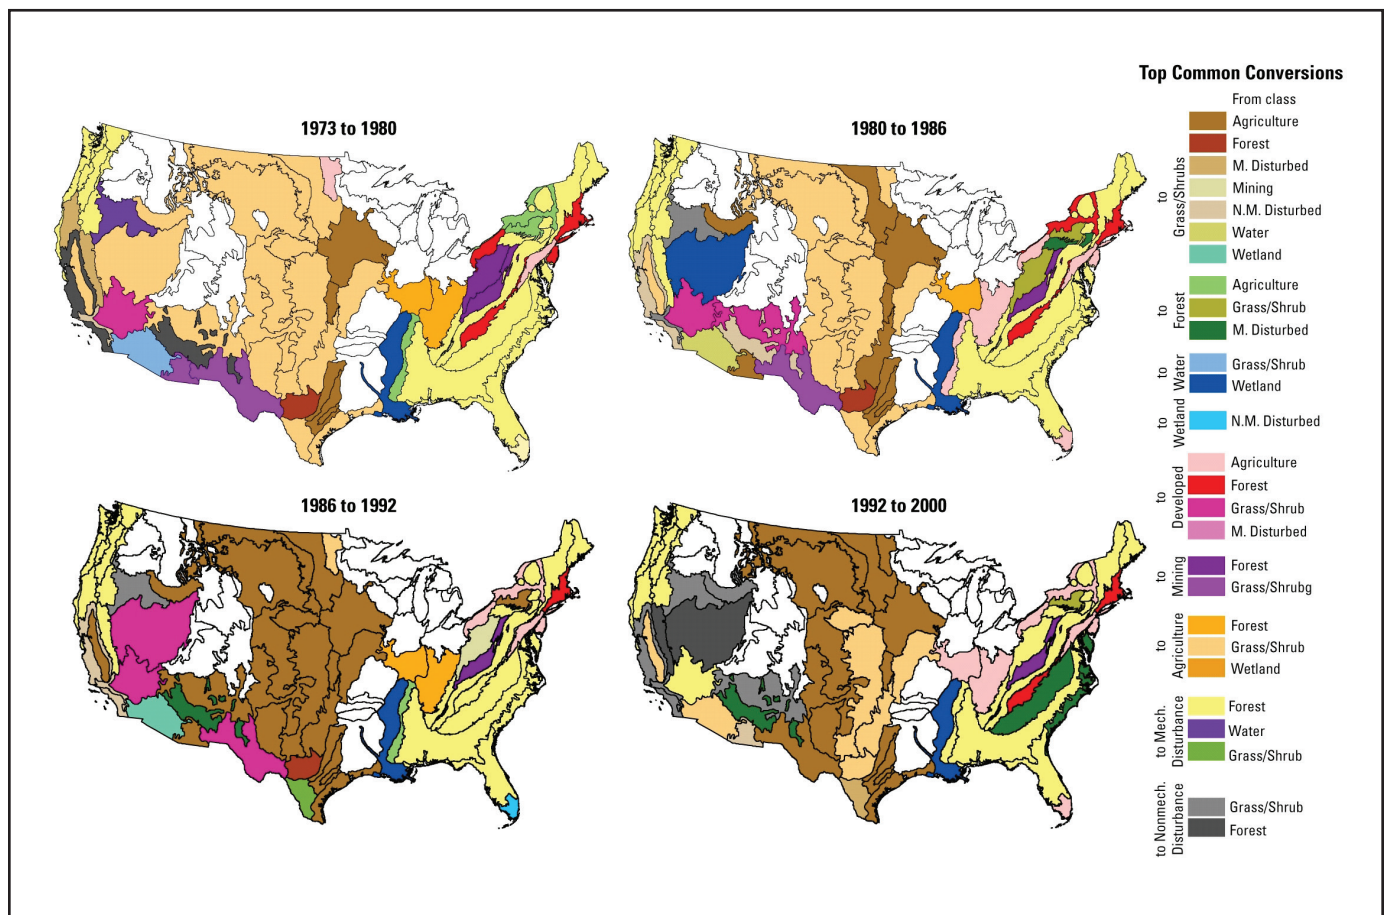 Top Common Conversions
1973 to 1980
1980 to 1986
1986 to 1992
1992 to 2000
From class
to
Grass/Shrubs
Agriculture
Forest
M. Disturbed
Mining
N.M. Disturbed
Water
Wetland
to
Forest
Agriculture
Grass/Shrub
M. Disturbed
to
Water
Grass/Shrub
Wetland
to
Wetland
N.M. Disturbed
to
Developed
Agriculture
Forest
Grass/Shrub
M. Disturbed
to
Mining
Forest
Grass/Shrubg
to
Agriculture
Forest
Grass/Shrub
Wetland
to Mech.
Disturbance
Forest
Water
Grass/Shrub
to Nonmech.
Disturbance
Grass/Shrub
Forest